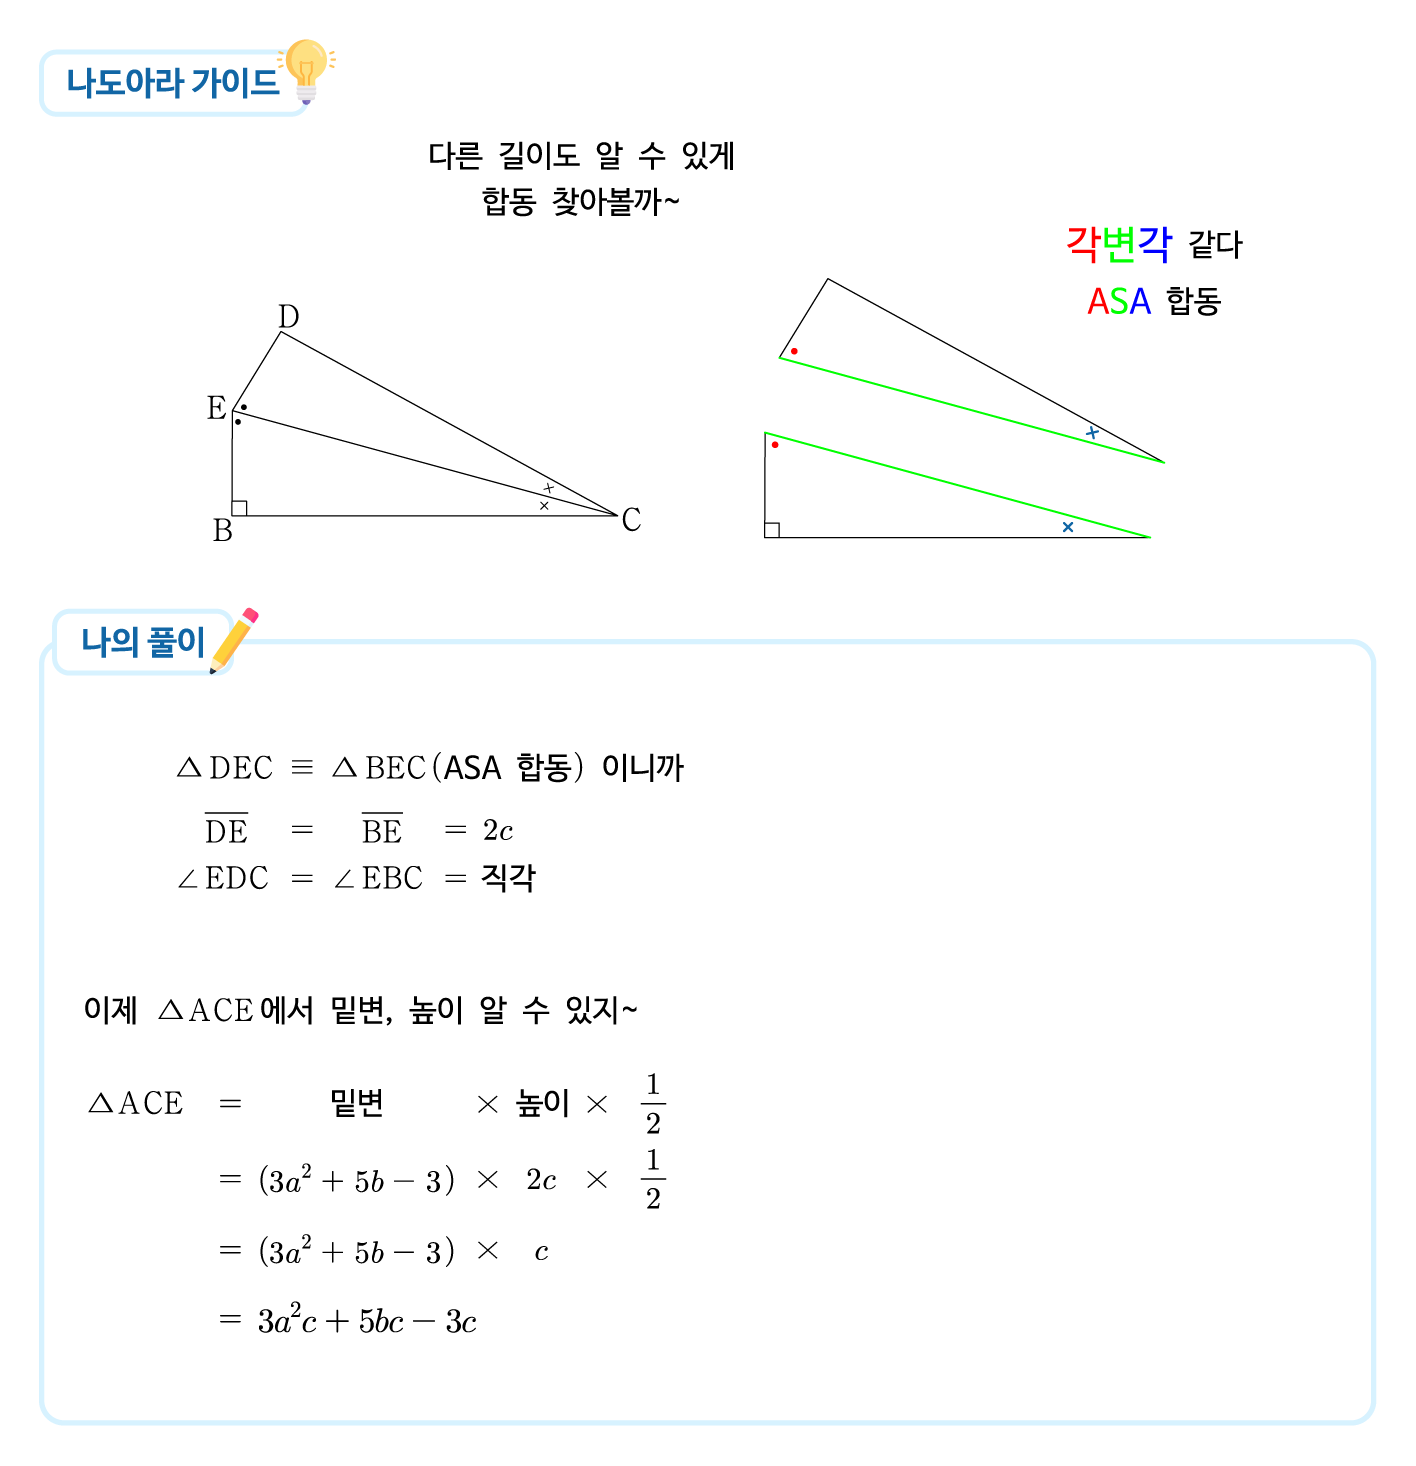 나도아라 가이드
다른 길이도 알 수 있게
합동 찾아볼까~
각변각 같다
ASA 합동
D
E
B
C
나의 풀이
△DEC ≡ △BEC(ASA 합동) 이니까
D̅E̅ = B̅E̅ = 2c
∠EDC = ∠EBC = 직각
이제 △ACE에서 밑변, 높이 알 수 있지~
△ACE = 밑변 × 높이 × 1/2
= (3a² + 5b − 3) × 2c × 1/2
= (3a² + 5b − 3) × c
= 3a²c + 5bc − 3c